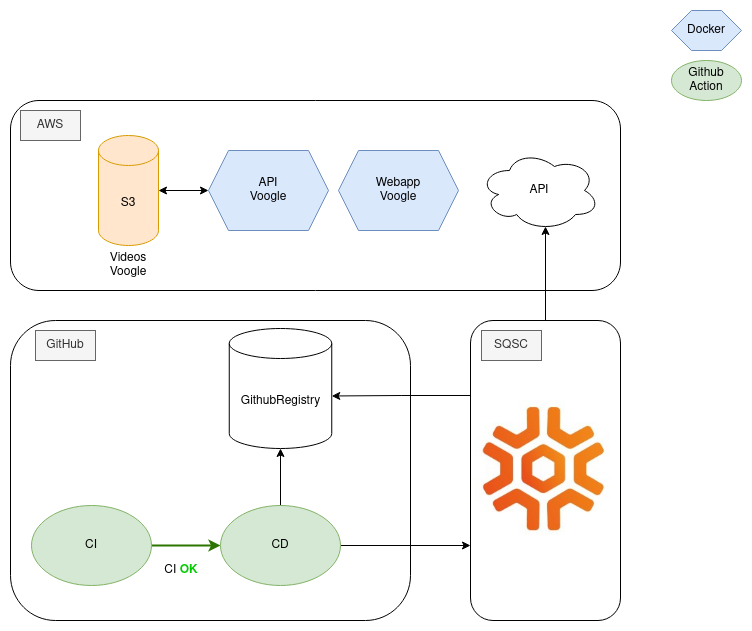 Docker
Github
Action
AWS
S3
API
Voogle
Webapp
Voogle
API
Videos
Voogle
GitHub
SQSC
GithubRegistry
CI
CD
CI OK